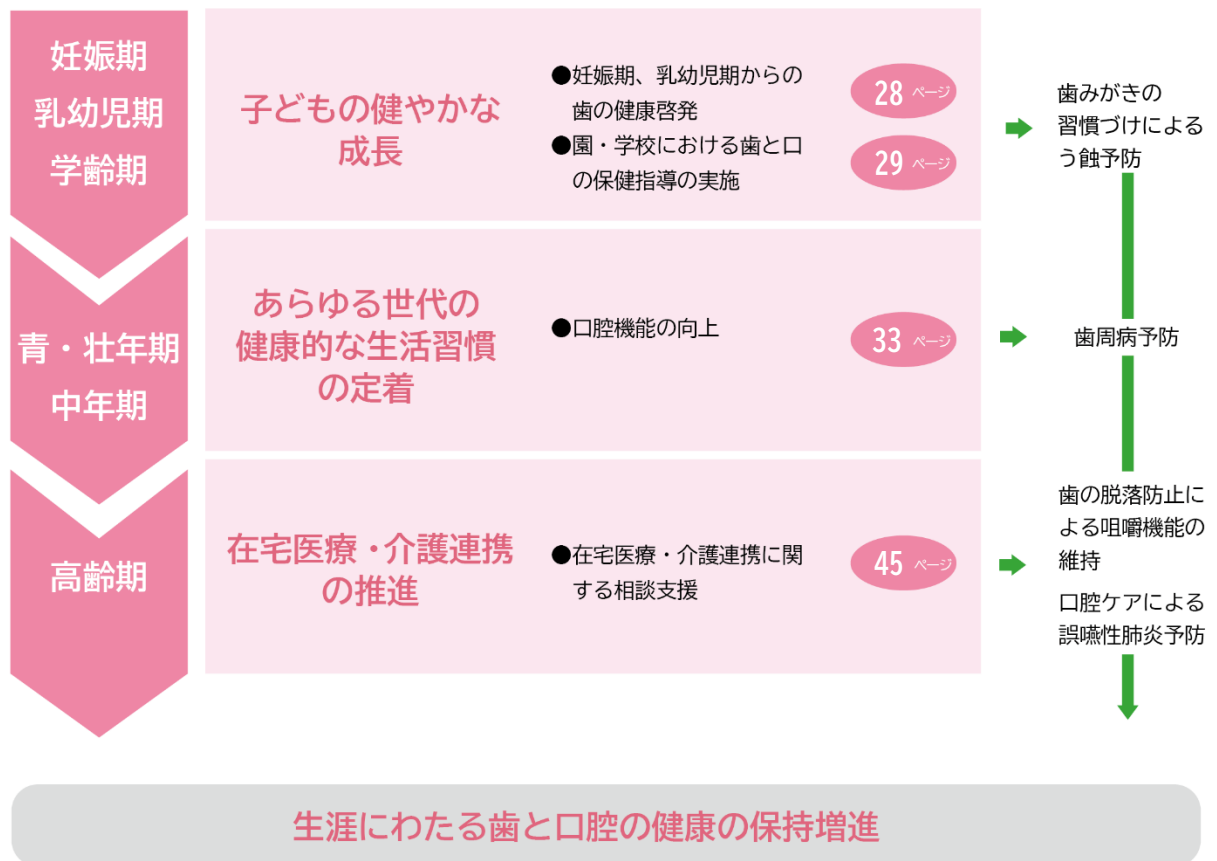 妊娠期
乳幼児期
学齢期
子どもの健やかな
成長
●妊娠期、乳幼児期からの
歯の健康啓発
28 ページ
●園・学校における歯と口
の保健指導の実施
29 ページ
歯みがきの
習慣づけによる
う蝕予防
青・壮年期
中年期
あらゆる世代の
健康的な生活習慣
の定着
●口腔機能の向上
33 ページ
歯周病予防
高齢期
在宅医療・介護連携
の推進
●在宅医療・介護連携に関
する相談支援
45 ページ
歯の脱落防止に
よる咀嚼機能の
維持
口腔ケアによる
誤嚥性肺炎予防
生涯にわたる歯と口腔の健康の保持増進